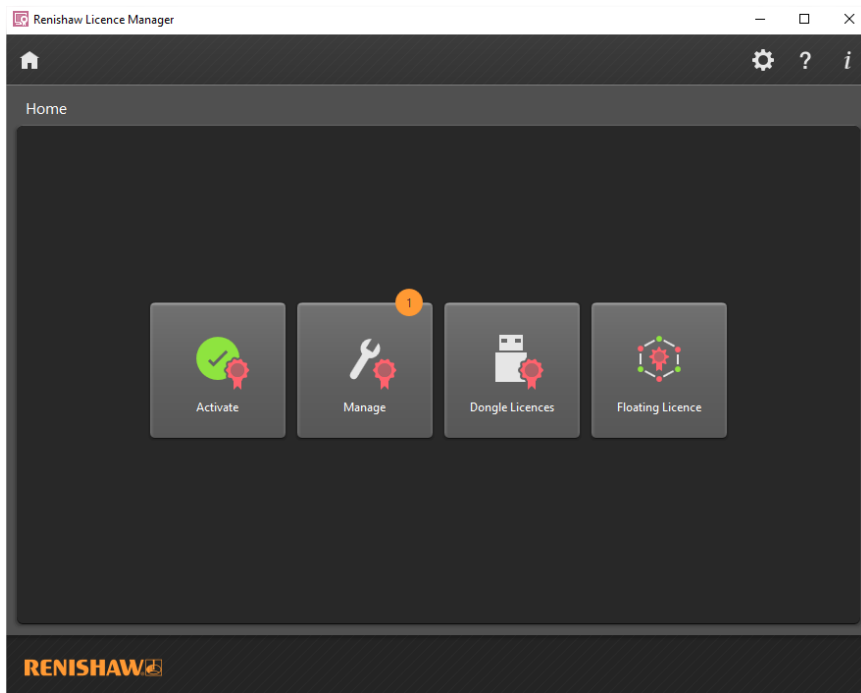 Renishaw Licence Manager
? i
Home
1
Activate
Manage
Dongle Licences
Floating Licence
RENISHAW